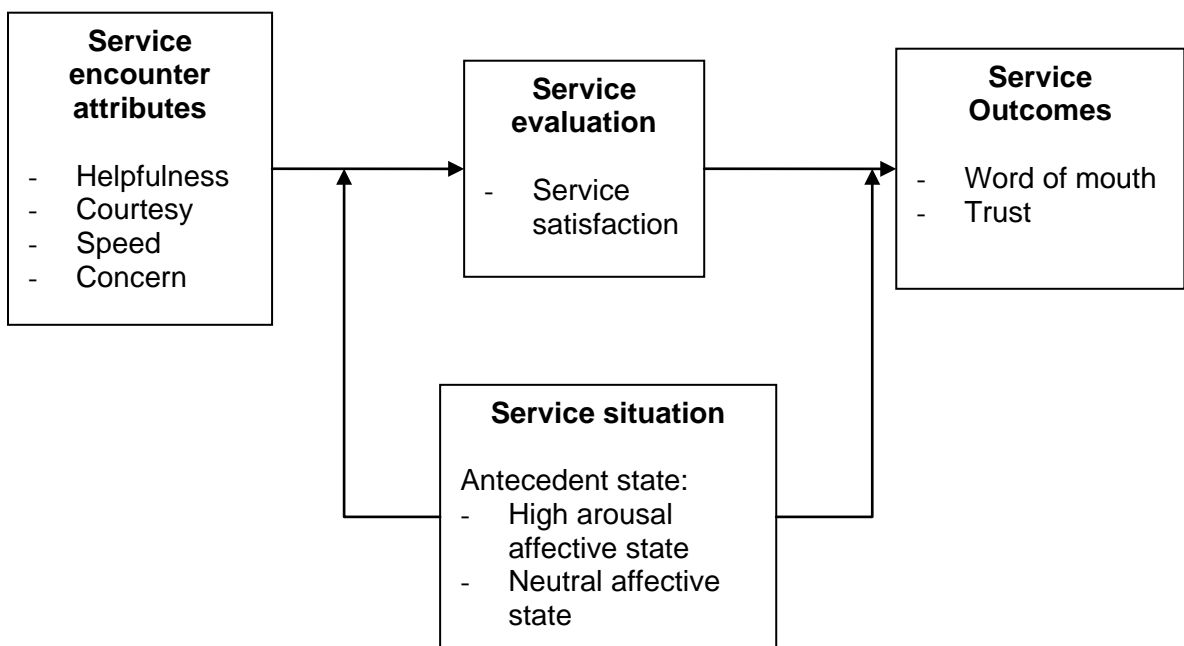 Service
encounter
attributes
- Helpfulness
- Courtesy
- Speed
- Concern
Service
evaluation
- Service
satisfaction
Service
Outcomes
- Word of mouth
- Trust
Service situation
Antecedent state:
- High arousal
affective state
- Neutral affective
state